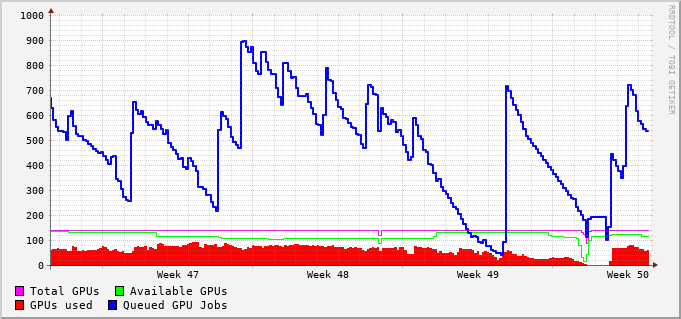 1000
900
800
700
600
500
400
300
200
100
0
Week 47 Week 48 Week 49 Week 50
Total GPUs Available GPUs
GPUs used Queued GPU Jobs
RRDTOOL / TOBI OETIKER